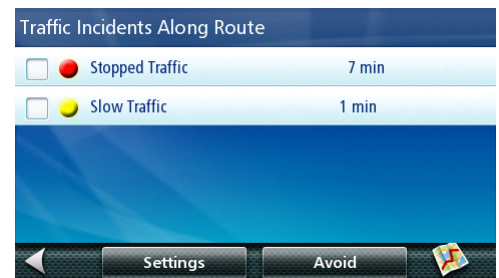 Traffic Incidents Along Route
Stopped Traffic 7 min
Slow Traffic 1 min
Settings Avoid